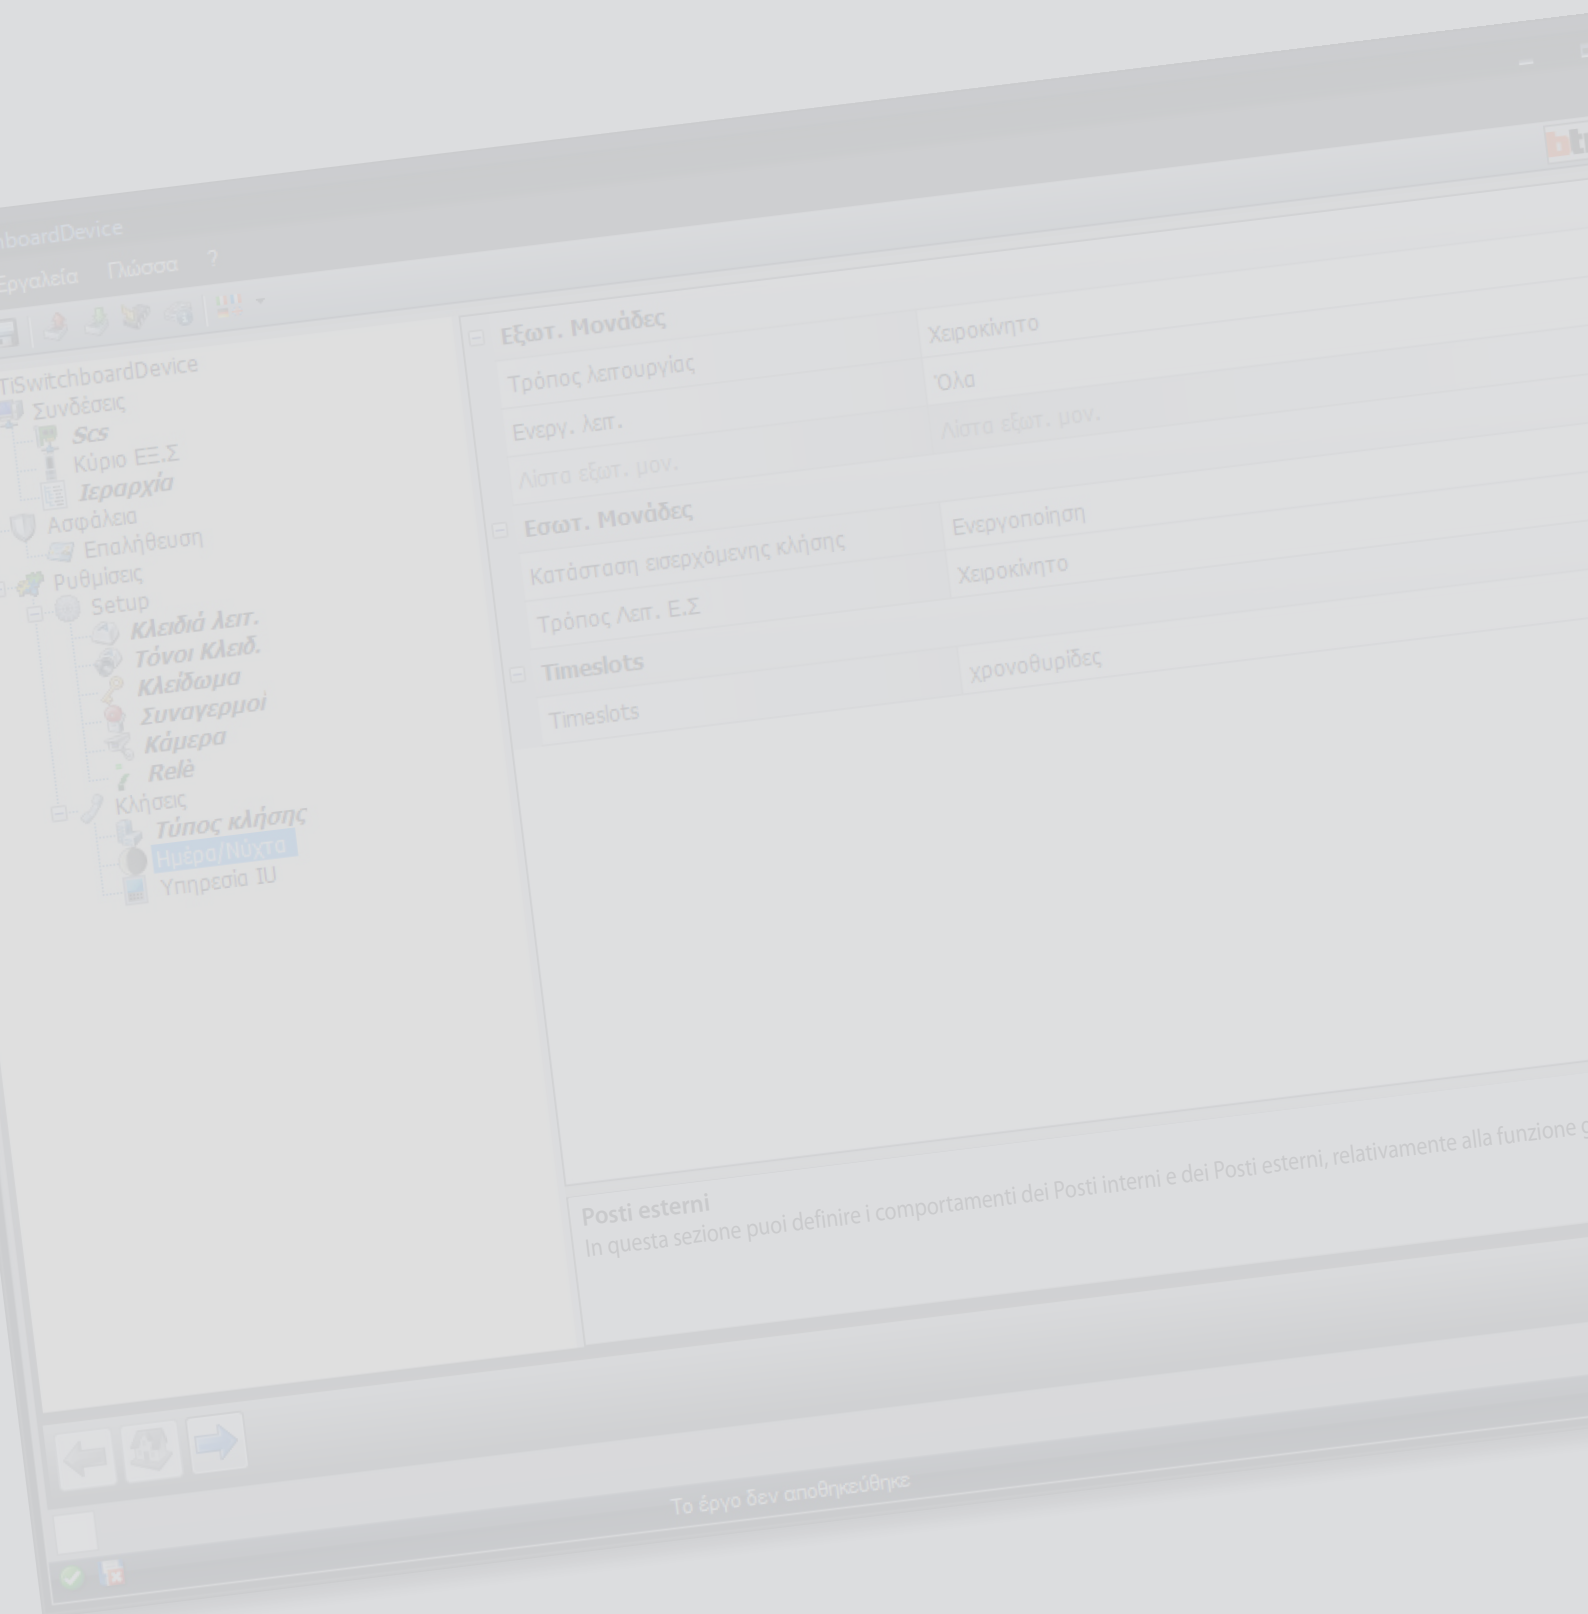 hboardDevice
Εργαλεία Γλώσσα ?
TiSwitchboardDevice
Συνδέσεις
Scs
Κύριο ΕΞ.Σ
Ιεραρχία
Ασφάλεια
Επαλήθευση
Ρυθμίσεις
Setup
Κλειδιά λειτ.
Τόνοι Κλειδ.
Κλείδωμα
Συναγερμοί
Κάμερα
Relè
Κλήσεις
Τύπος κλήσης
Ημέρα/Νύχτα
Υπηρεσία IU
Εξωτ. Μονάδες
Τρόπος λειτουργίας Χειροκίνητο
Ενεργ. λειτ. Όλα
Λίστα εξωτ. μον. Λίστα εξωτ. μον.
Εσωτ. Μονάδες
Κατάσταση εισερχόμενης κλήσης Ενεργοποίηση
Τρόπος Λειτ. Ε.Σ Χειροκίνητο
Timeslots
Timeslots χρονοθυρίδες
Posti esterni
In questa sezione puoi definire i comportamenti dei Posti interni e dei Posti esterni, relativamente alla funzione
Το έργο δεν αποθηκεύθηκε